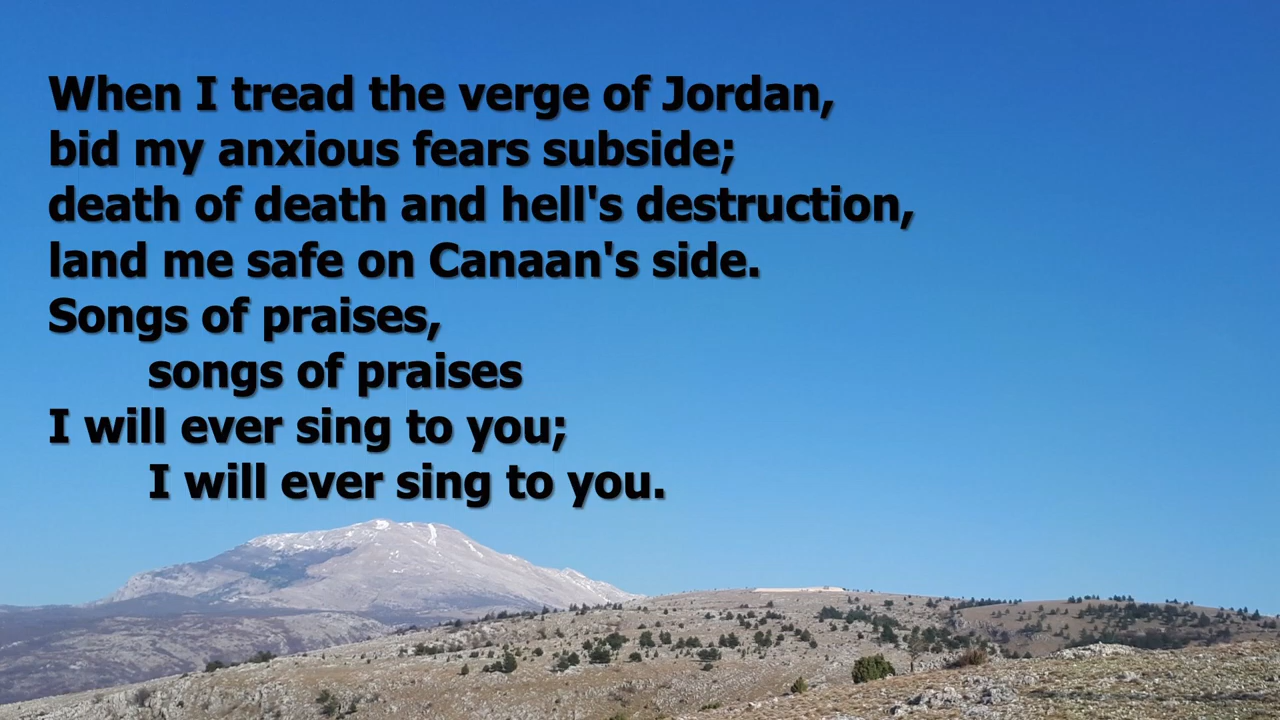 When I tread the verge of Jordan,
bid my anxious fears subside;
death of death and hell's destruction,
land me safe on Canaan's side.
Songs of praises,
songs of praises
I will ever sing to you;
I will ever sing to you.